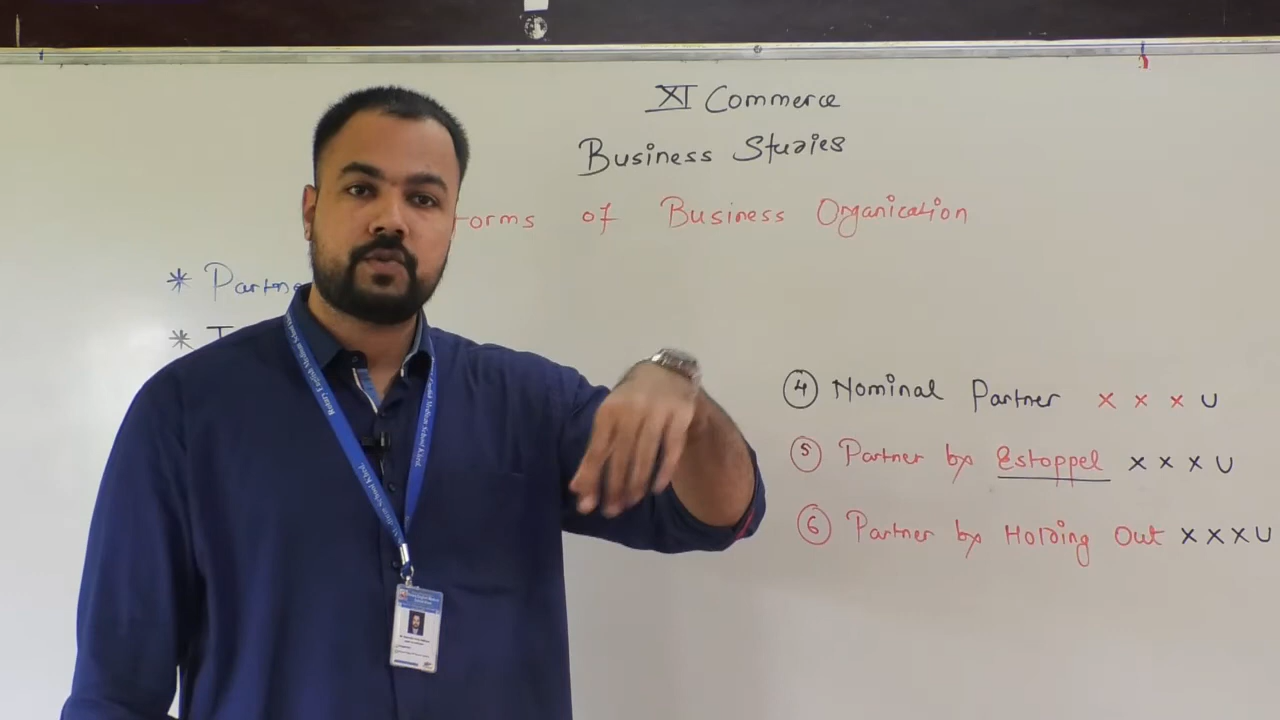 XI Commerce
Business Studies
orms of Business Organisation
* Partne
* T
④ Nominal Partner x x x U
⑤ Partner by Estoppel x x x U
⑥ Partner by Holding Out x x x U